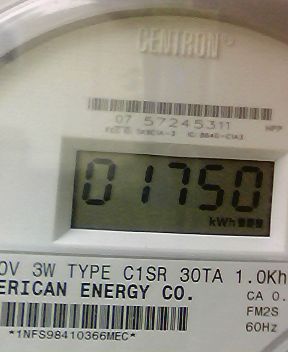 CENTRON®
07 57245311
01750
kWh
0V 3W TYPE C1SR 30TA 1.0Kh
ERICAN ENERGY CO.
CA 0.
FM2S
60Hz
*1NFS98410366MEC*